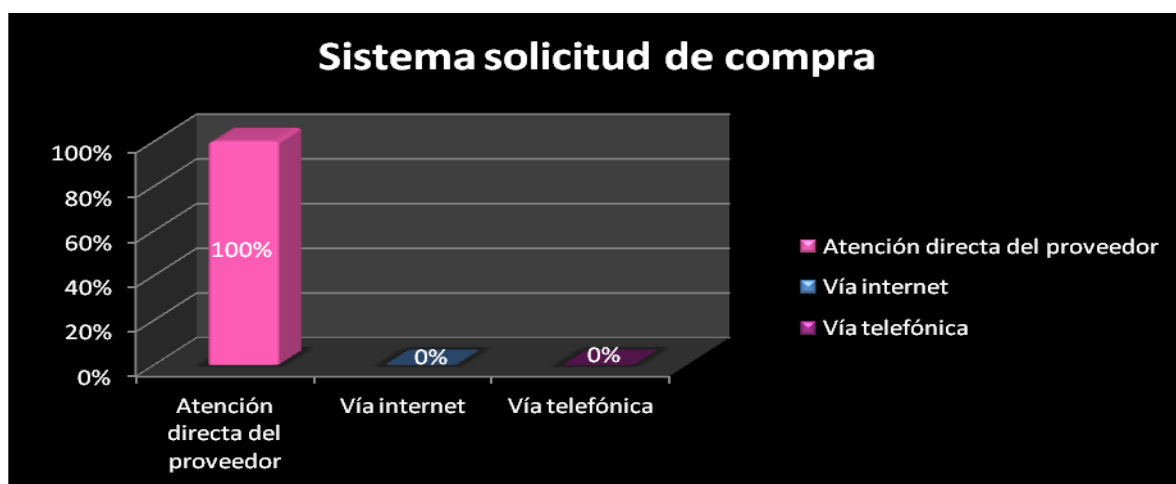 Sistema solicitud de compra
100%
80%
60%
40%
20%
0%
100%
0%
0%
Atención
directa del
proveedor
Vía internet
Vía telefónica
Atención directa del proveedor
Vía internet
Vía telefónica